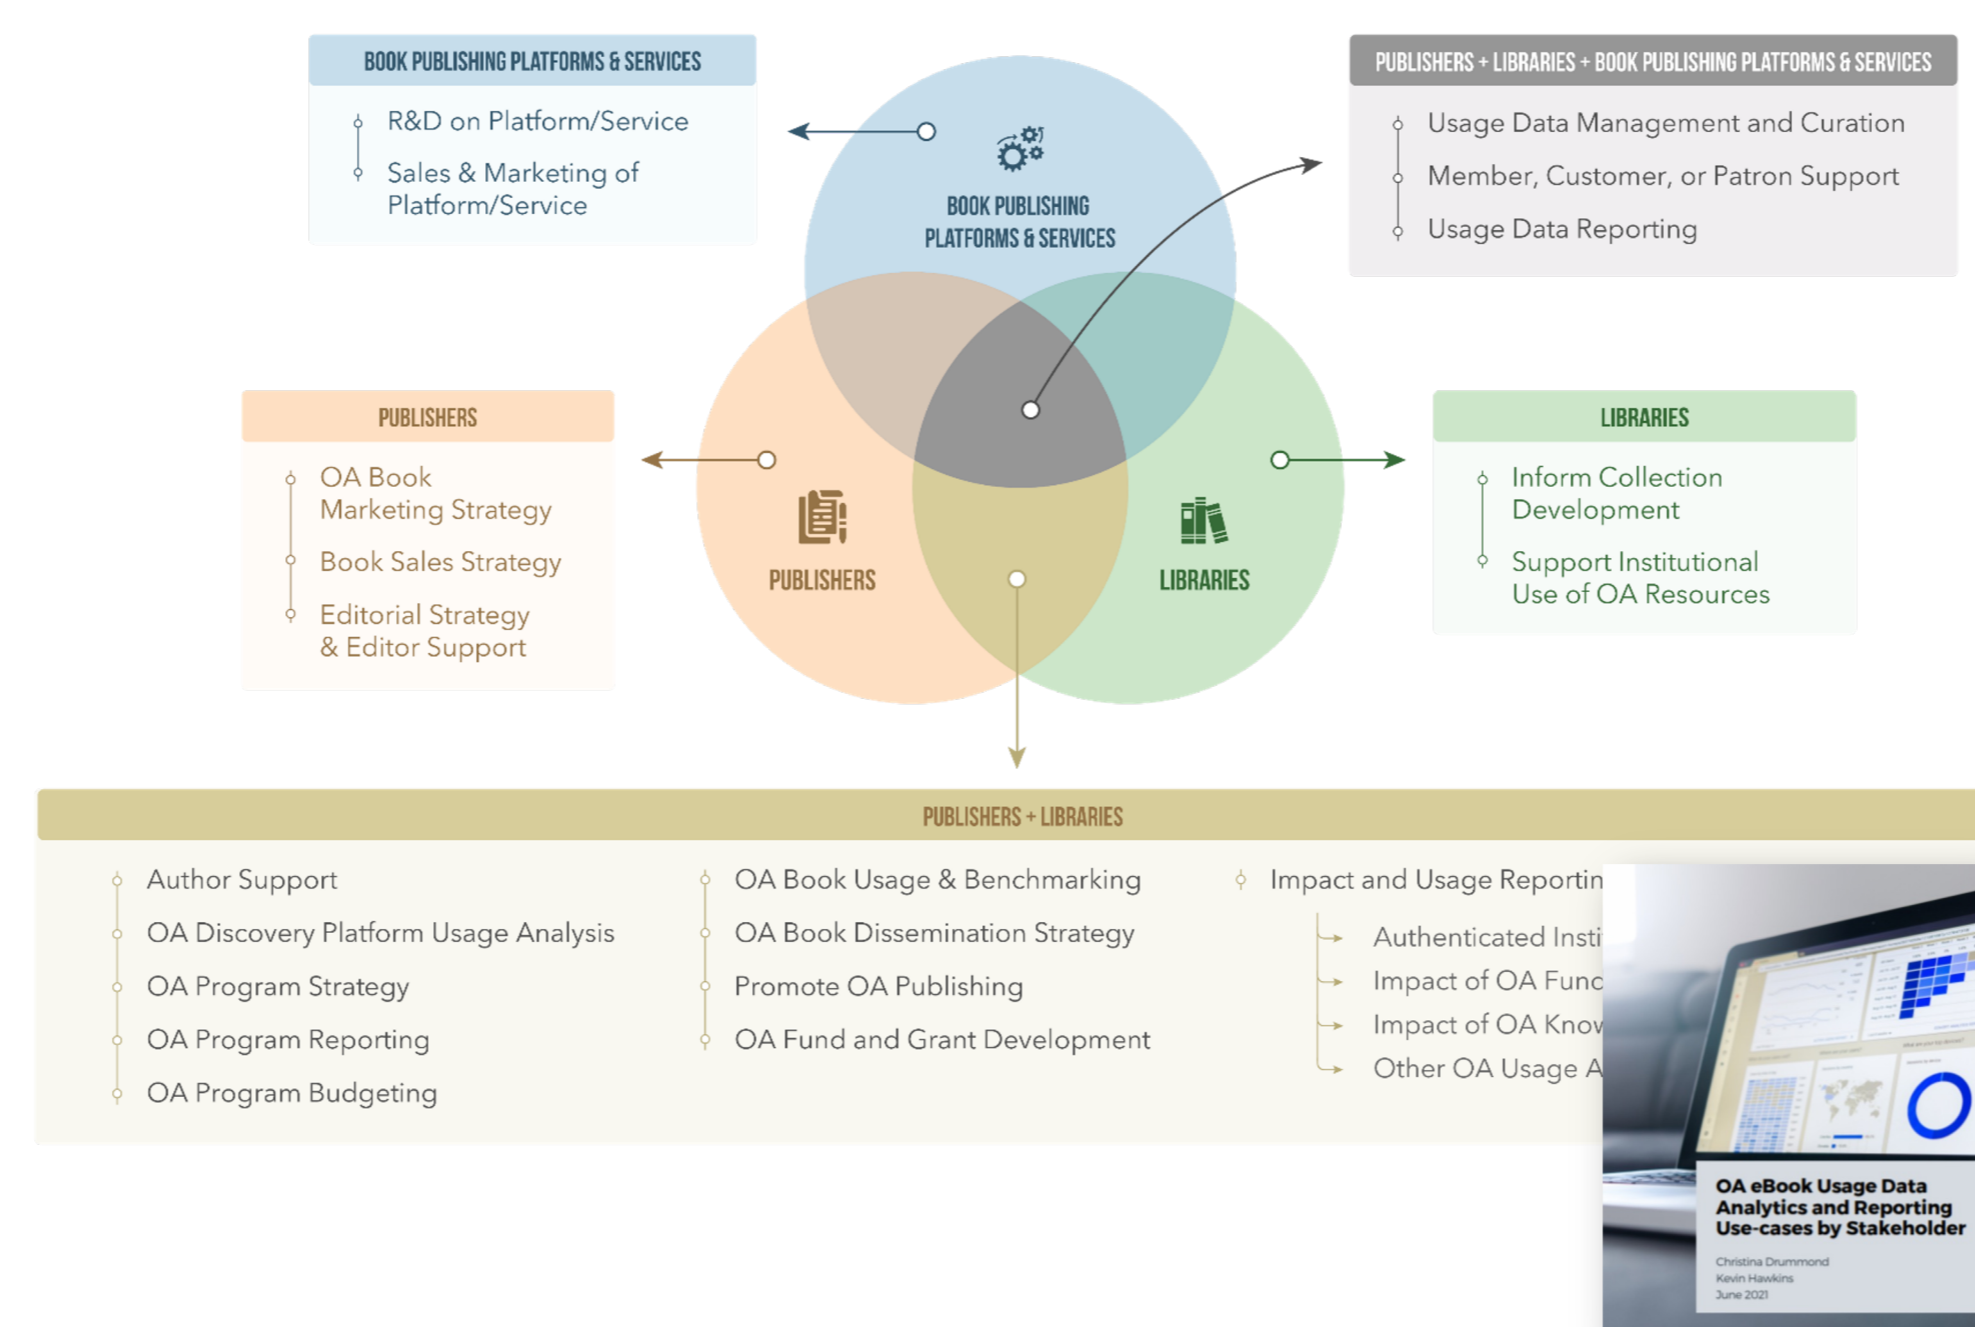 BOOK PUBLISHING PLATFORMS & SERVICES
R&D on Platform/Service
Sales & Marketing of
Platform/Service
BOOK PUBLISHING
PLATFORMS & SERVICES
PUBLISHERS + LIBRARIES + BOOK PUBLISHING PLATFORMS & SERVICES
Usage Data Management and Curation
Member, Customer, or Patron Support
Usage Data Reporting
PUBLISHERS
OA Book
Marketing Strategy
Book Sales Strategy
Editorial Strategy
& Editor Support
PUBLISHERS
LIBRARIES
LIBRARIES
Inform Collection
Development
Support Institutional
Use of OA Resources
PUBLISHERS + LIBRARIES
Author Support
OA Discovery Platform Usage Analysis
OA Program Strategy
OA Program Reporting
OA Program Budgeting
OA Book Usage & Benchmarking
OA Book Dissemination Strategy
Promote OA Publishing
OA Fund and Grant Development
Impact and Usage Reportin
Authenticated Insti
Impact of OA Func
Impact of OA Know
Other OA Usage A
OA eBook Usage Data
Analytics and Reporting
Use-cases by Stakeholder
Christina Drummond
Kevin Hawkins
June 2021